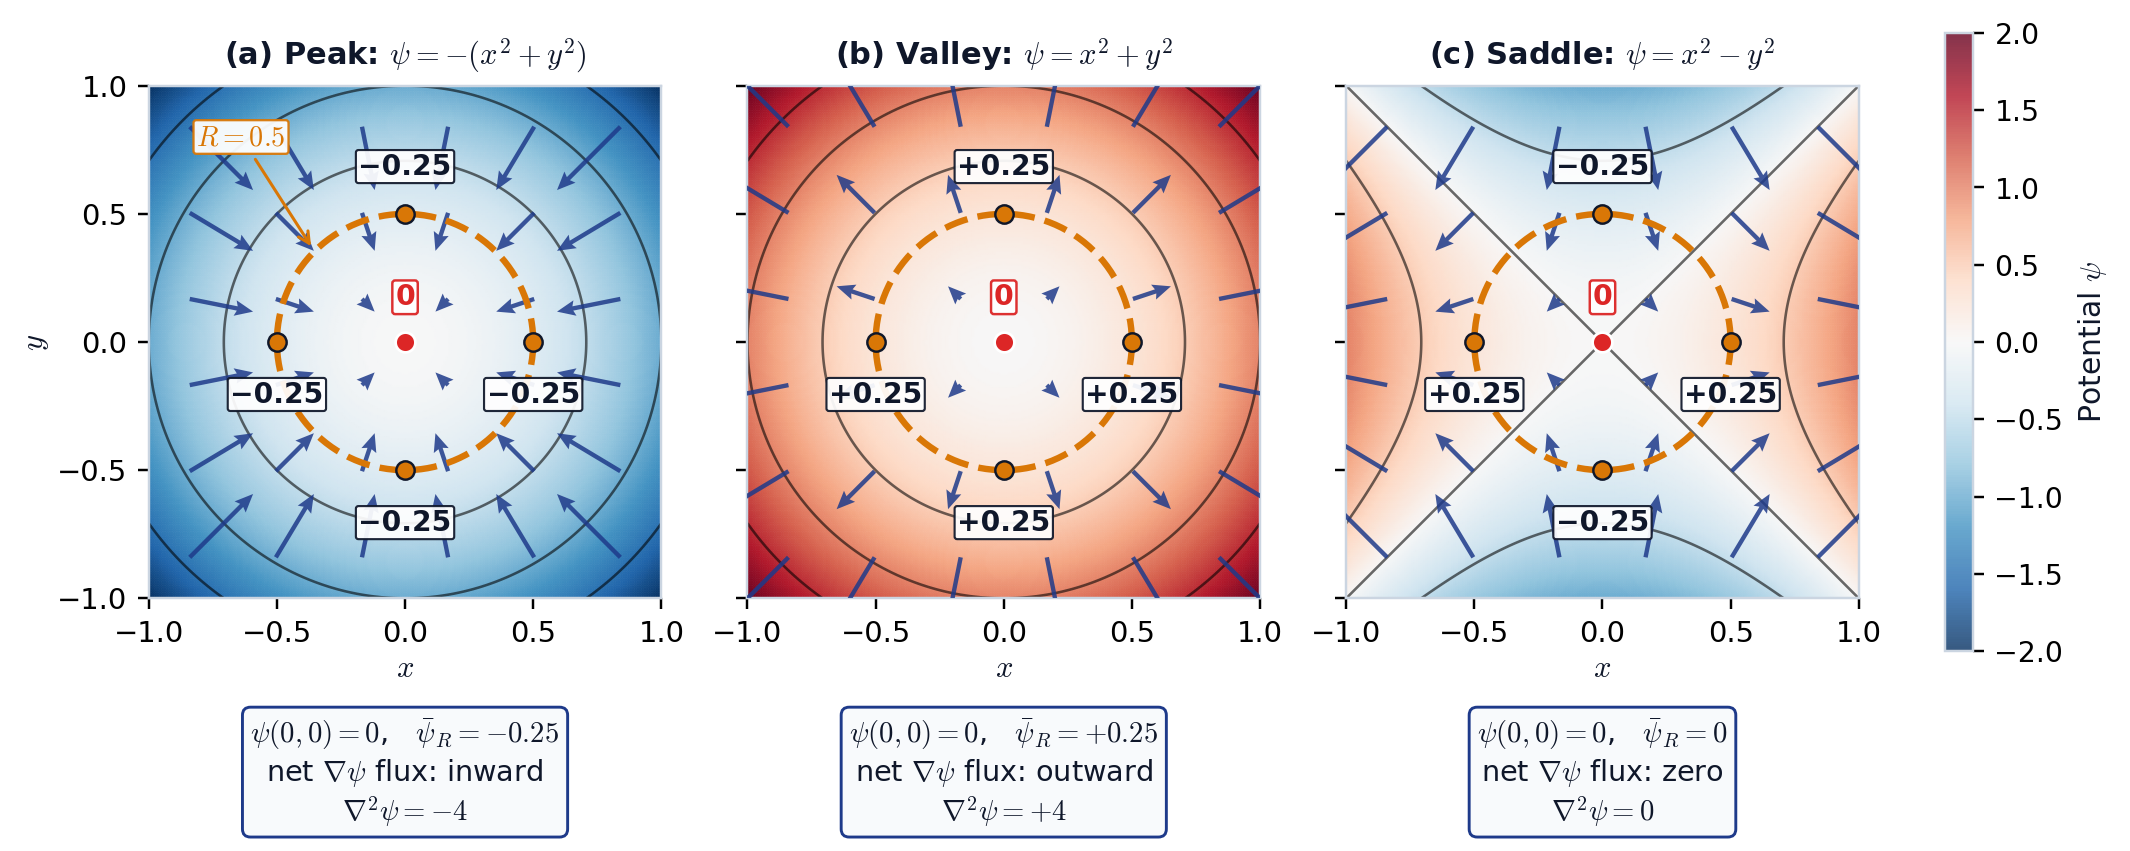 (a) Peak: ψ = −(x² + y²)
1.0
0.5
0.0
−0.5
−1.0
y
R = 0.5
−0.25
0
−0.25
−0.25
−0.25
−1.0
−0.5
0.0
0.5
1.0
x
ψ(0, 0) = 0, ψ̄_R = −0.25
net ∇ψ flux: inward
∇²ψ = −4
(b) Valley: ψ = x² + y²
+0.25
0
+0.25
+0.25
+0.25
−1.0
−0.5
0.0
0.5
1.0
x
ψ(0, 0) = 0, ψ̄_R = +0.25
net ∇ψ flux: outward
∇²ψ = +4
(c) Saddle: ψ = x² − y²
−0.25
0
+0.25
+0.25
−0.25
−1.0
−0.5
0.0
0.5
1.0
x
ψ(0, 0) = 0, ψ̄_R = 0
net ∇ψ flux: zero
∇²ψ = 0
2.0
1.5
1.0
0.5
0.0
−0.5
−1.0
−1.5
−2.0
Potential ψ